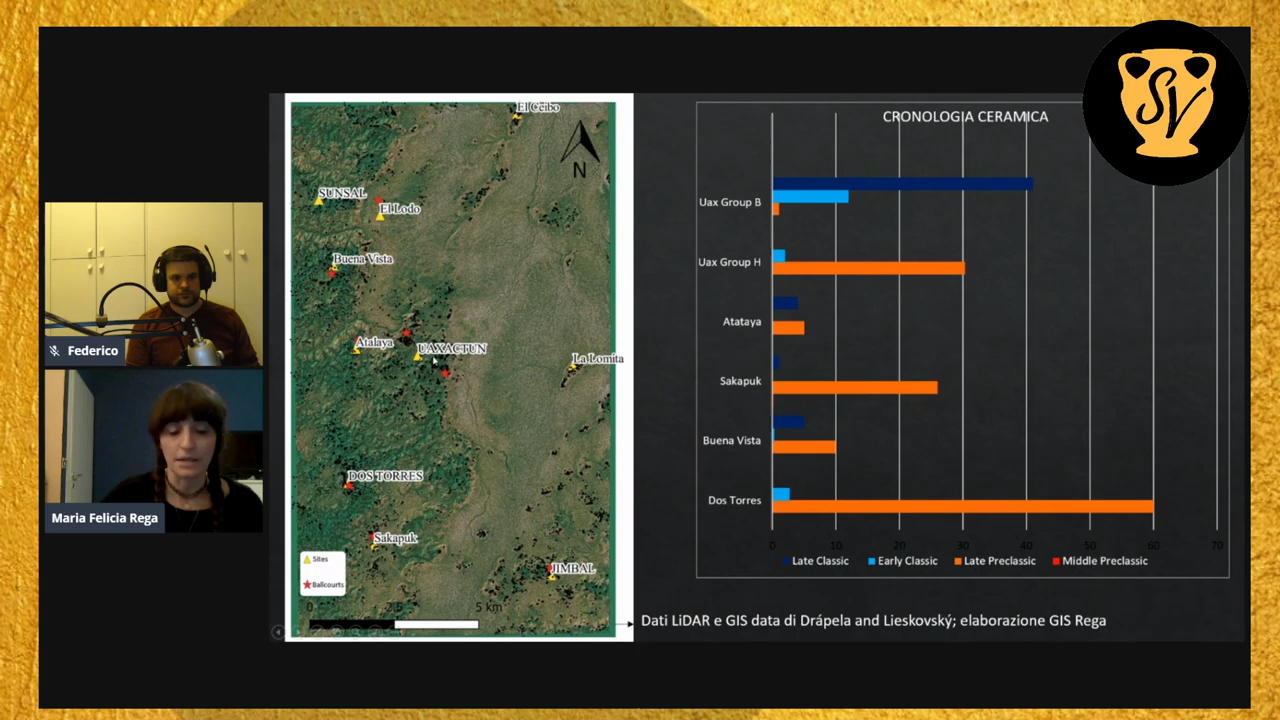 El Ceibo
N
SUNSAL
El Lodo
Buena Vista
Atalaya
UAXACTUN
La Lomita
DOS TORRES
Sakapuk
JIMBAL
Sites
Ballcourts
0 2.5 5 km
CRONOLOGIA CERAMICA
Uax Group B
Uax Group H
Atataya
Sakapuk
Buena Vista
Dos Torres
0 10 20 30 40 50 60 70
Late Classic Early Classic Late Preclassic Middle Preclassic
Dati LiDAR e GIS data di Drápela and Lieskovský; elaborazione GIS Rega
Federico
Maria Felicia Rega
SV